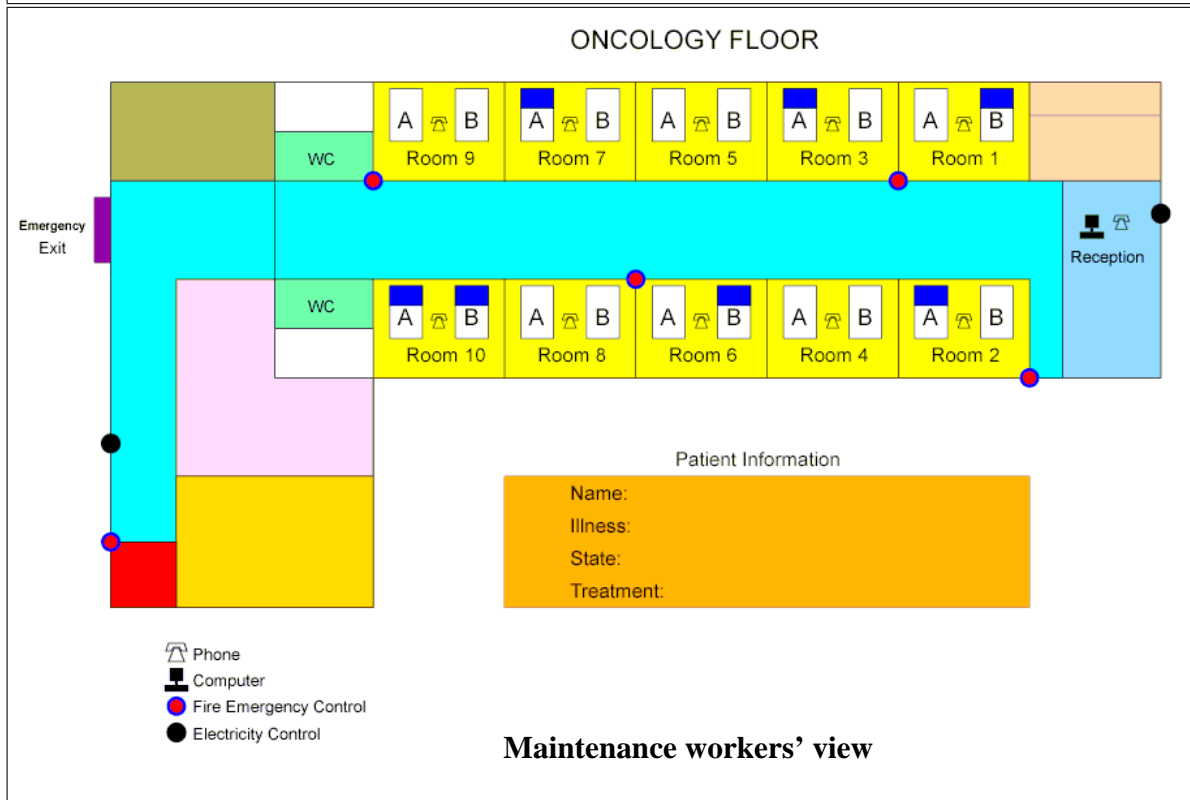 ONCOLOGY FLOOR
A B A B A B A B A B
WC Room 9 Room 7 Room 5 Room 3 Room 1
Emergency
Exit
Reception
WC
A B A B A B A B A B
Room 10 Room 8 Room 6 Room 4 Room 2
Patient Information
Name:
Illness:
State:
Treatment:
Phone
Computer
Fire Emergency Control
Electricity Control
Maintenance workers’ view